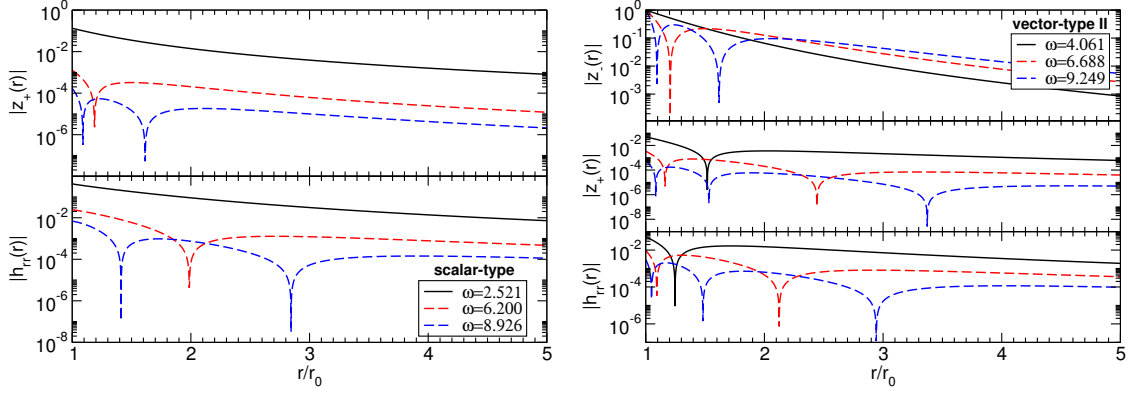 10^0
10^-2
10^-4
10^-6
|z_+(r)|
10^-2
10^-4
10^-6
10^-8
|h_rr(r)|
scalar-type
ω=2.521
ω=6.200
ω=8.926
1 2 3 4 5
r/r_0
10^0
10^-1
10^-2
10^-3
|z_-(r)|
vector-type II
ω=4.061
ω=6.688
ω=9.249
10^-2
10^-4
10^-6
10^-8
|z_+(r)|
10^-2
10^-4
10^-6
|h_rr(r)|
1 2 3 4 5
r/r_0